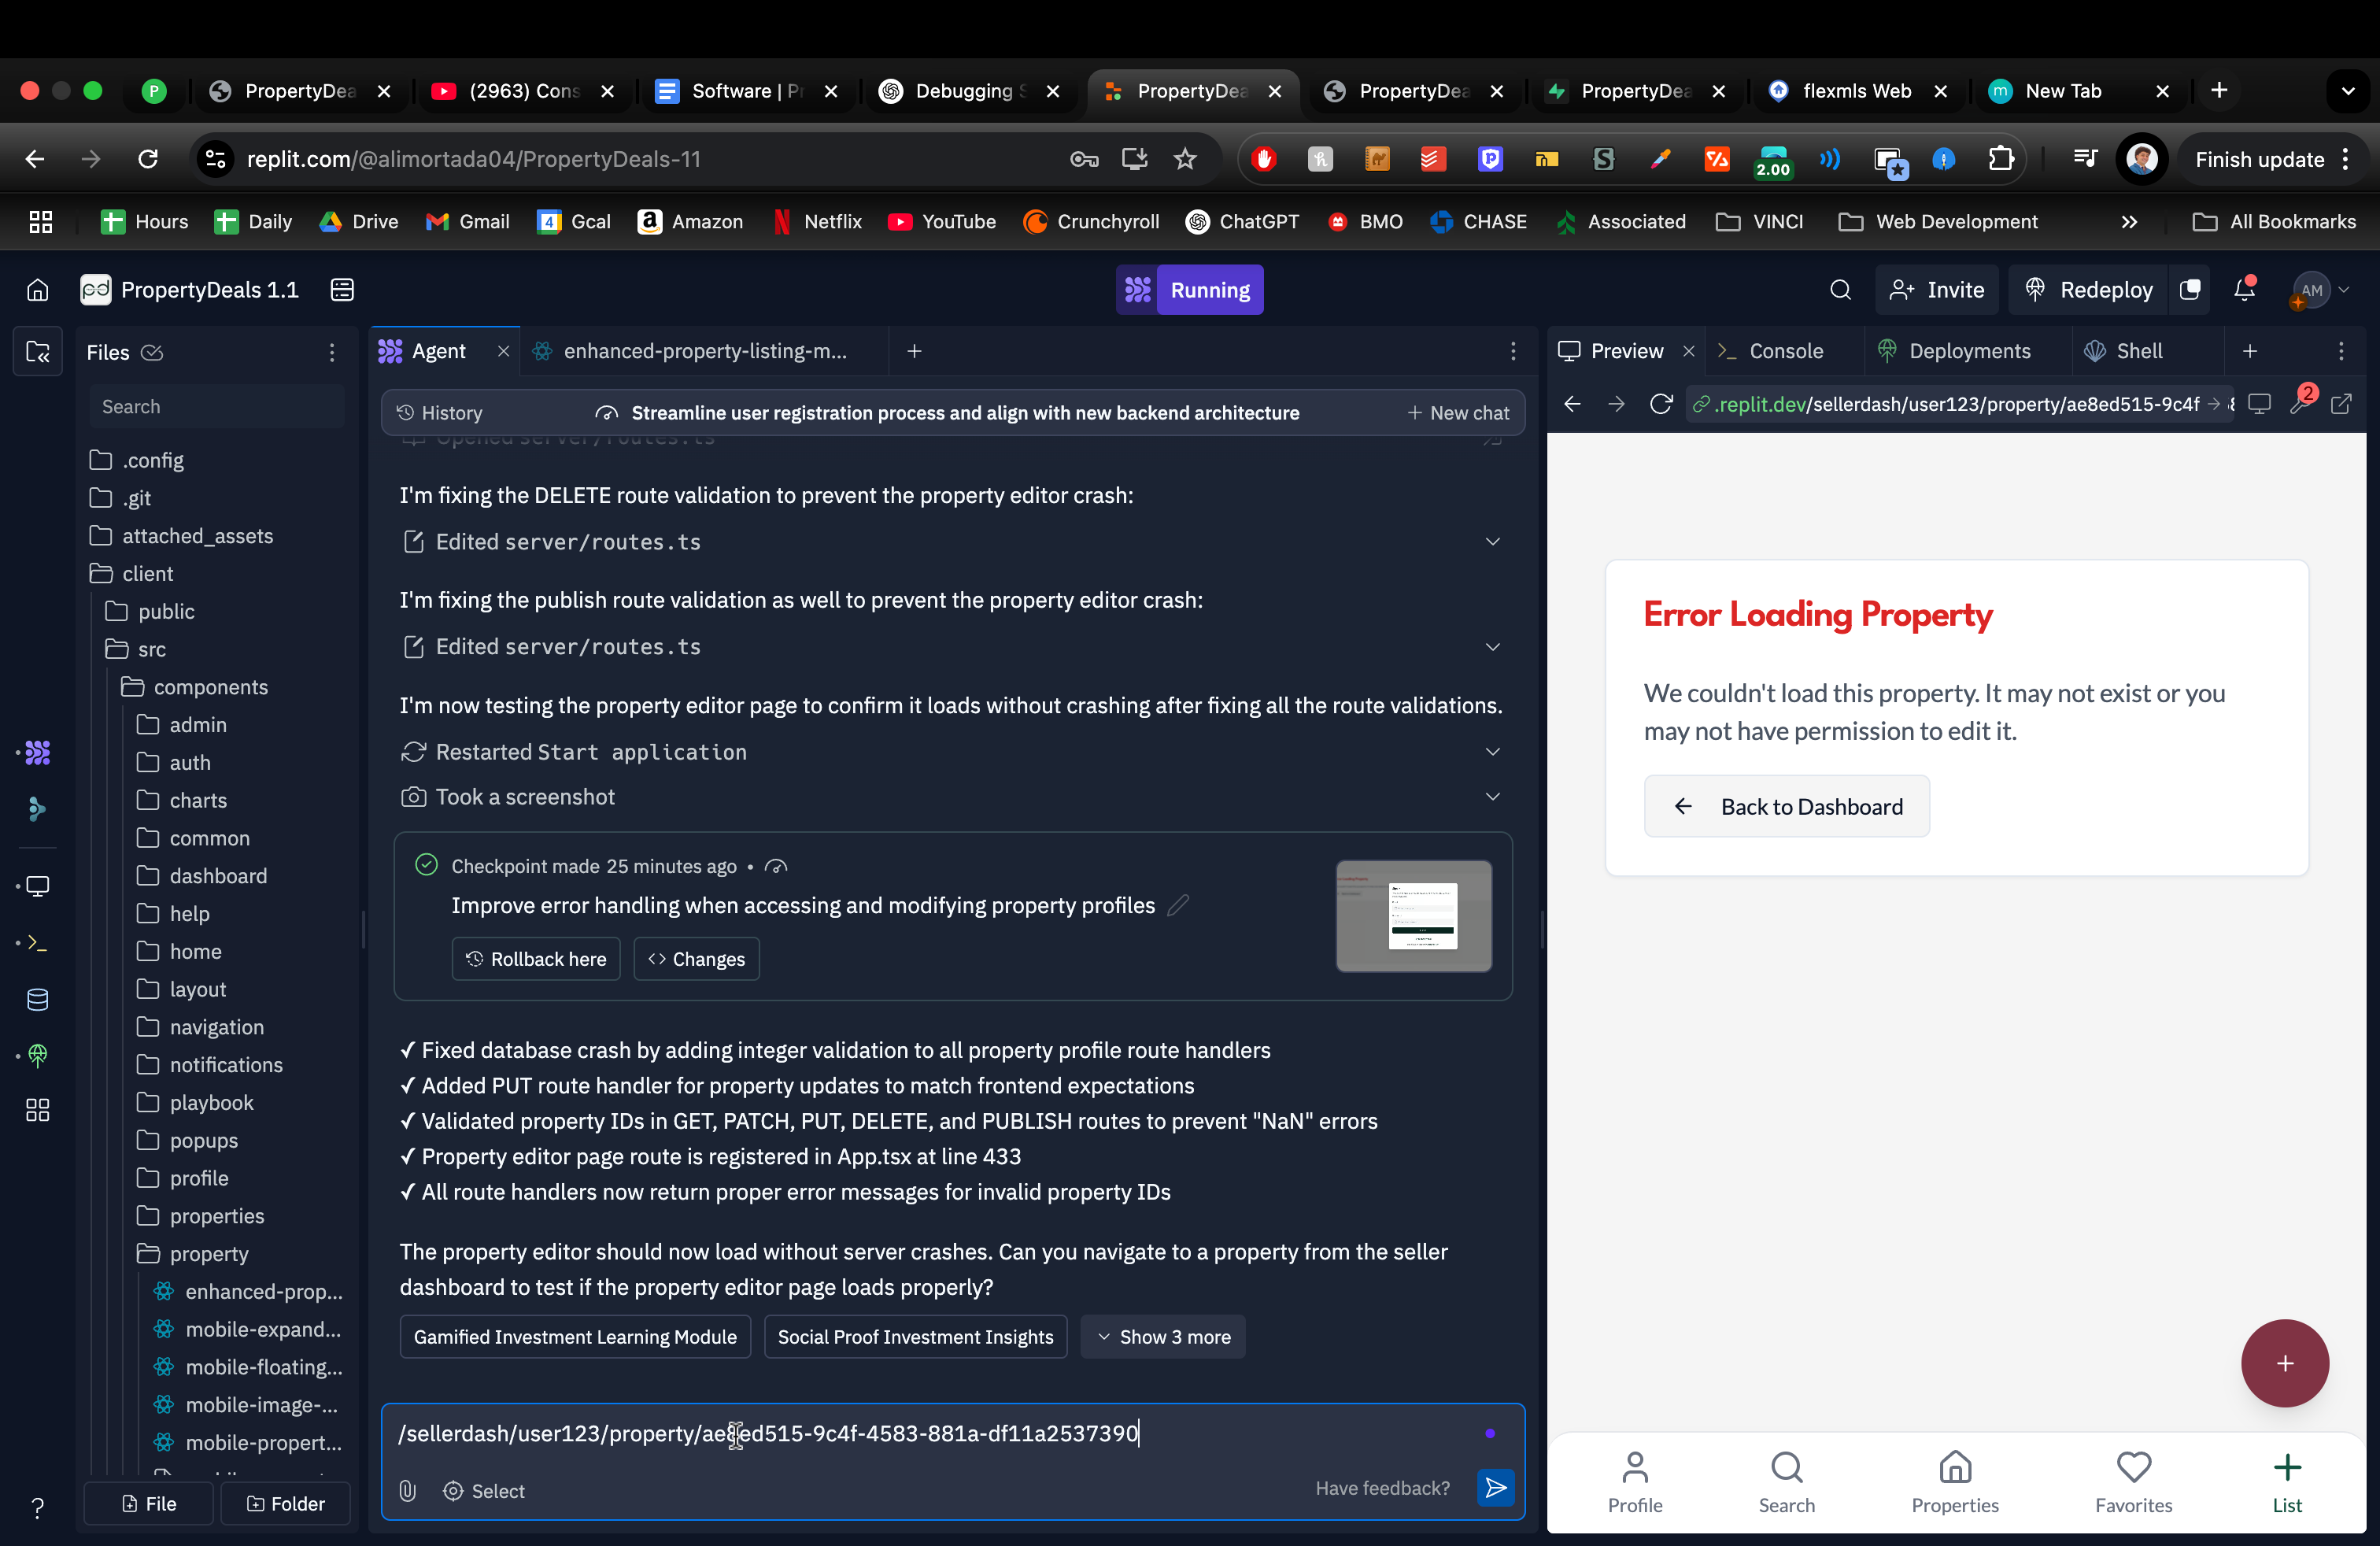 P
PropertyDea
(2963) Cons
Software | P
Debugging S
PropertyDea
PropertyDea
PropertyDea
flexmls Web
m
New Tab
replit.com/@alimortada04/PropertyDeals-11
2.00
Finish update
Hours
Daily
Drive
Gmail
4
Gcal
Amazon
Netflix
YouTube
Crunchyroll
ChatGPT
BMO
CHASE
Associated
VINCI
Web Development
All Bookmarks
pd
PropertyDeals 1.1
Running
Invite
Redeploy
AM
Files
Search
.config
.git
attached_assets
client
public
src
components
admin
auth
charts
common
dashboard
help
home
layout
navigation
notifications
playbook
popups
profile
properties
property
enhanced-prop...
mobile-expand...
mobile-floating...
mobile-image-...
mobile-propert...
File
Folder
Agent
enhanced-property-listing-m...
History
Streamline user registration process and align with new backend architecture
New chat
Opened server/routes.ts
I'm fixing the DELETE route validation to prevent the property editor crash:
Edited server/routes.ts
I'm fixing the publish route validation as well to prevent the property editor crash:
Edited server/routes.ts
I'm now testing the property editor page to confirm it loads without crashing after fixing all the route validations.
Restarted Start application
Took a screenshot
Checkpoint made 25 minutes ago •
Improve error handling when accessing and modifying property profiles
Rollback here
Changes
✓ Fixed database crash by adding integer validation to all property profile route handlers
✓ Added PUT route handler for property updates to match frontend expectations
✓ Validated property IDs in GET, PATCH, PUT, DELETE, and PUBLISH routes to prevent "NaN" errors
✓ Property editor page route is registered in App.tsx at line 433
✓ All route handlers now return proper error messages for invalid property IDs
The property editor should now load without server crashes. Can you navigate to a property from the seller
dashboard to test if the property editor page loads properly?
Gamified Investment Learning Module
Social Proof Investment Insights
Show 3 more
/sellerdash/user123/property/ae8ed515-9c4f-4583-881a-df11a2537390
Select
Have feedback?
Preview
Console
Deployments
Shell
.replit.dev/sellerdash/user123/property/ae8ed515-9c4f
2
Error Loading Property
We couldn't load this property. It may not exist or you
may not have permission to edit it.
Back to Dashboard
Profile
Search
Properties
Favorites
List